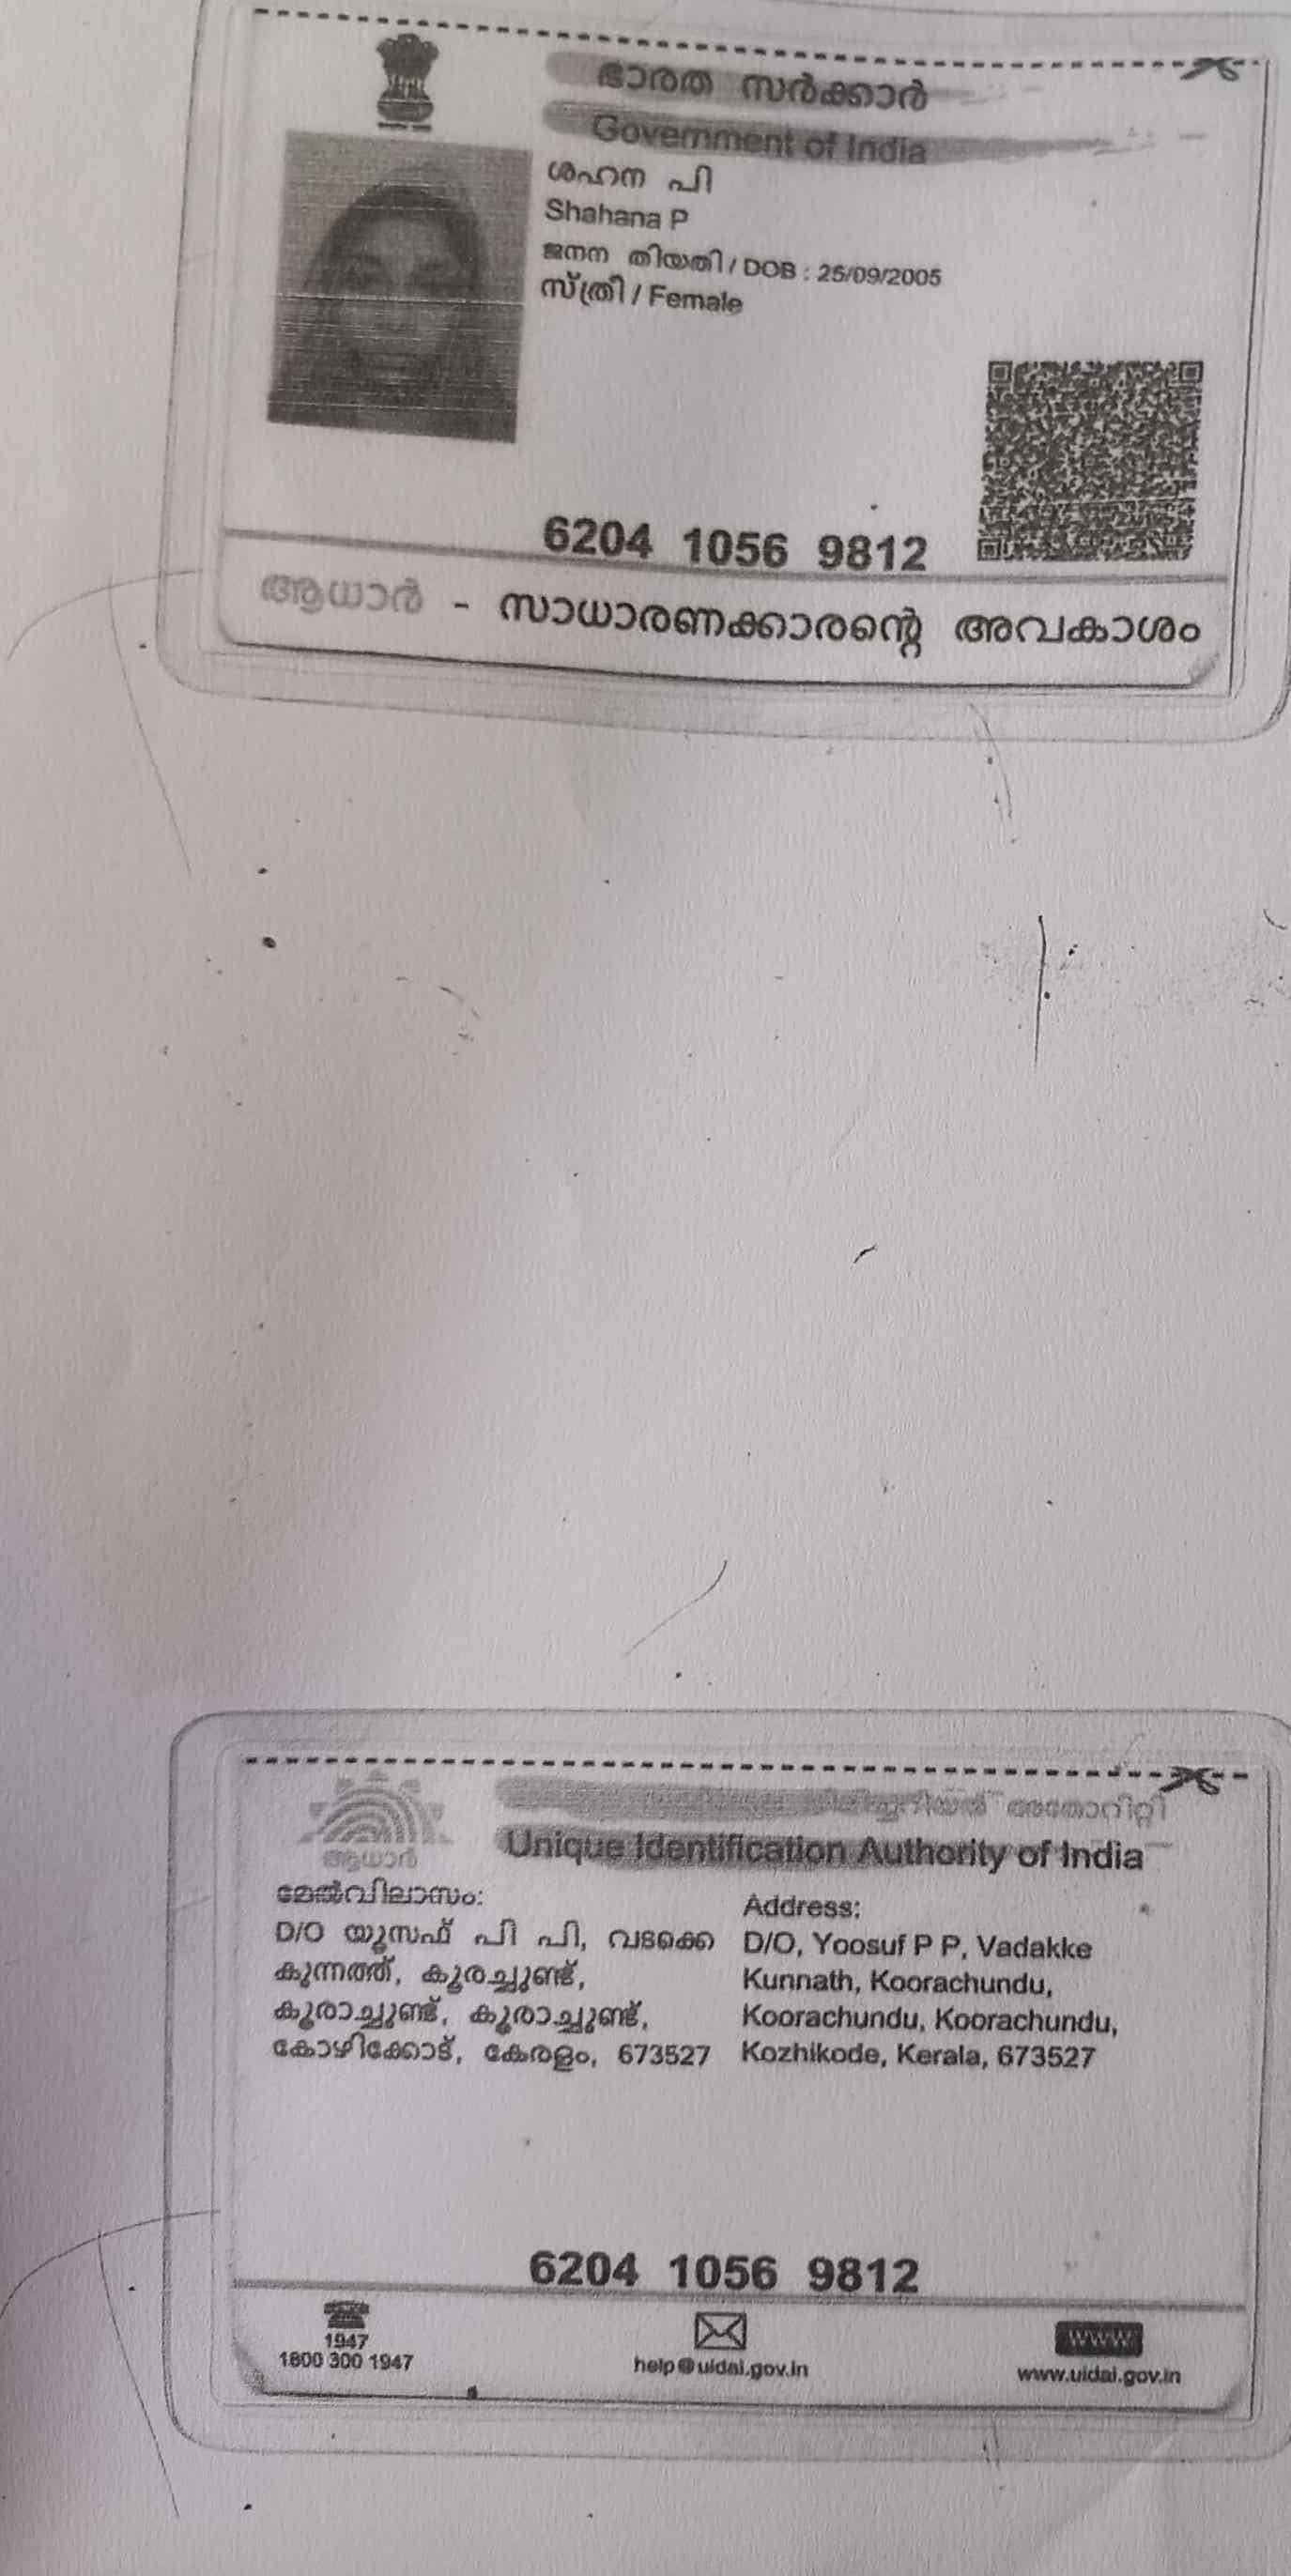 ഭാരത സർക്കാർ
Government of India
ശഹന പി
Shahana P
ജനന തിയതി / DOB : 25/09/2005
സ്ത്രി / Female
6204 1056 9812
ആധാർ - സാധാരണക്കാരന്റെ അവകാശം
അതോറിറ്റി
Unique Identification Authority of India
ആധാർ
മേൽവിലാസം:
D/O യൂസഫ് പി പി, വടക്കെ
കുന്നത്ത്, കൂരച്ചുണ്ട്,
കൂരാച്ചുണ്ട്, കൂരാച്ചുണ്ട്,
കോഴിക്കോട്, കേരളം, 673527
Address:
D/O, Yoosuf P P, Vadakke
Kunnath, Koorachundu,
Koorachundu, Koorachundu,
Kozhikode, Kerala, 673527
6204 1056 9812
1947
1800 300 1947
help@uidai.gov.in
WWW
www.uidai.gov.in